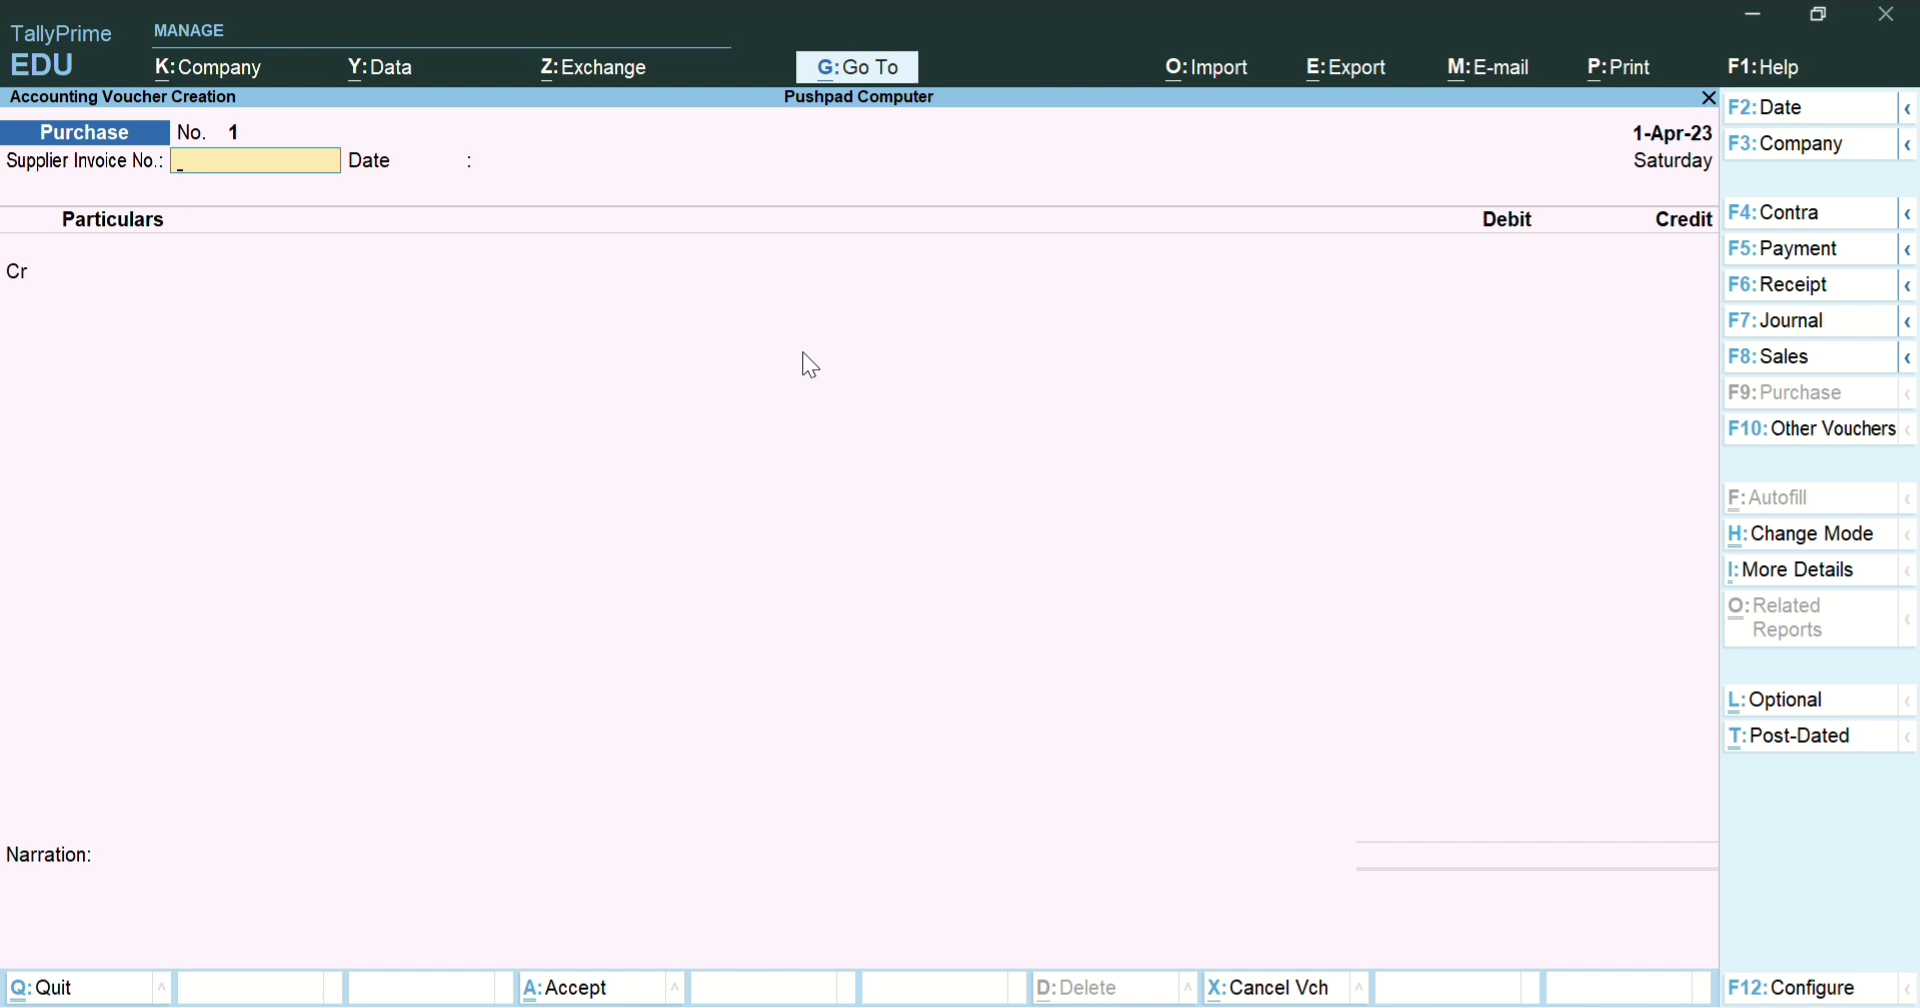 TallyPrime
EDU
MANAGE
K:Company
Y:Data
Z:Exchange
G:Go To
O:Import
E:Export
M:E-mail
P:Print
F1:Help
Accounting Voucher Creation
Pushpad Computer
Purchase
No. 1
1-Apr-23
Supplier Invoice No.:
Date :
Saturday
Particulars
Debit
Credit
Cr
Narration:
F2:Date
F3:Company
F4:Contra
F5:Payment
F6:Receipt
F7:Journal
F8:Sales
F9:Purchase
F10:Other Vouchers
F:Autofill
H:Change Mode
I:More Details
O:Related
Reports
L:Optional
T:Post-Dated
Q:Quit
A:Accept
D:Delete
X:Cancel Vch
F12:Configure